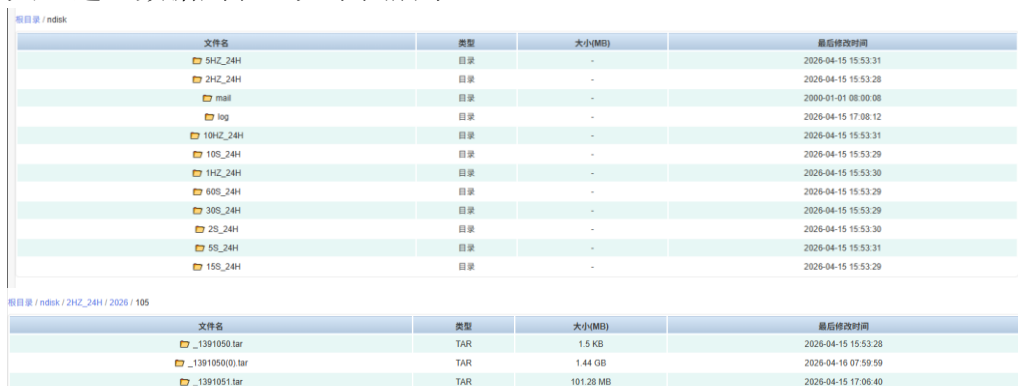 根目录 / ndisk
文件名 类型 大小(MB) 最后修改时间
5HZ_24H 目录 - 2026-04-15 15:53:31
2HZ_24H 目录 - 2026-04-15 15:53:28
mail 目录 - 2000-01-01 08:00:08
log 目录 - 2026-04-15 17:08:12
10HZ_24H 目录 - 2026-04-15 15:53:31
10S_24H 目录 - 2026-04-15 15:53:29
1HZ_24H 目录 - 2026-04-15 15:53:30
60S_24H 目录 - 2026-04-15 15:53:29
30S_24H 目录 - 2026-04-15 15:53:29
2S_24H 目录 - 2026-04-15 15:53:30
5S_24H 目录 - 2026-04-15 15:53:31
15S_24H 目录 - 2026-04-15 15:53:29
根目录 / ndisk / 2HZ_24H / 2026 / 105
文件名 类型 大小(MB) 最后修改时间
_1391050.tar TAR 1.5 KB 2026-04-15 15:53:28
_1391050(0).tar TAR 1.44 GB 2026-04-16 07:59:59
_1391051.tar TAR 101.28 MB 2026-04-15 17:06:40